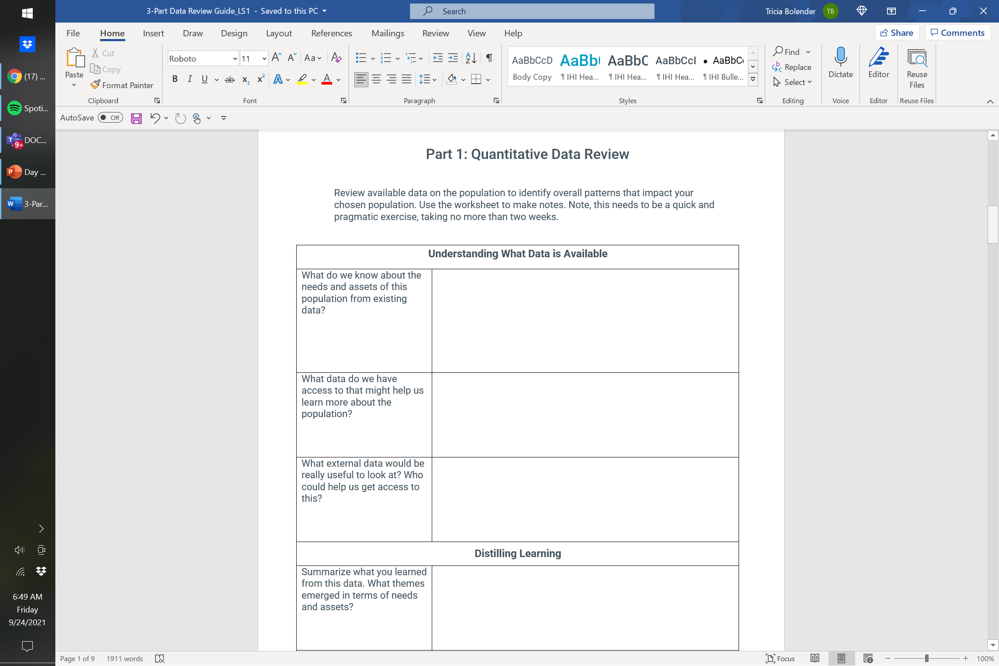 3-Part Data Review Guide_LS1 - Saved to this PC
Search
Tricia Bolender TB
File Home Insert Draw Design Layout References Mailings Review View Help
Share Comments
Paste
Cut
Copy
Format Painter
Clipboard
Roboto 11
Aa
B I U ab x₂ x² A A
Font
Paragraph
AaBbCcD AaBb( AaBbC AaBbCcI • AaBbC
Body Copy ¶ IHI Hea... ¶ IHI Hea... ¶ IHI Hea... ¶ IHI Bulle...
Styles
Find
Replace
Select
Editing
Dictate
Voice
Editor
Editor
Reuse
Files
Reuse Files
AutoSave Off
(17) ...
Spoti...
DOC...
9+
Day ...
3-Par...
Part 1: Quantitative Data Review
Review available data on the population to identify overall patterns that impact your
chosen population. Use the worksheet to make notes. Note, this needs to be a quick and
pragmatic exercise, taking no more than two weeks.
Understanding What Data is Available
What do we know about the
needs and assets of this
population from existing
data?
What data do we have
access to that might help us
learn more about the
population?
What external data would be
really useful to look at? Who
could help us get access to
this?
Distilling Learning
Summarize what you learned
from this data. What themes
emerged in terms of needs
and assets?
6:49 AM
Friday
9/24/2021
Page 1 of 9 1911 words
Focus
100%